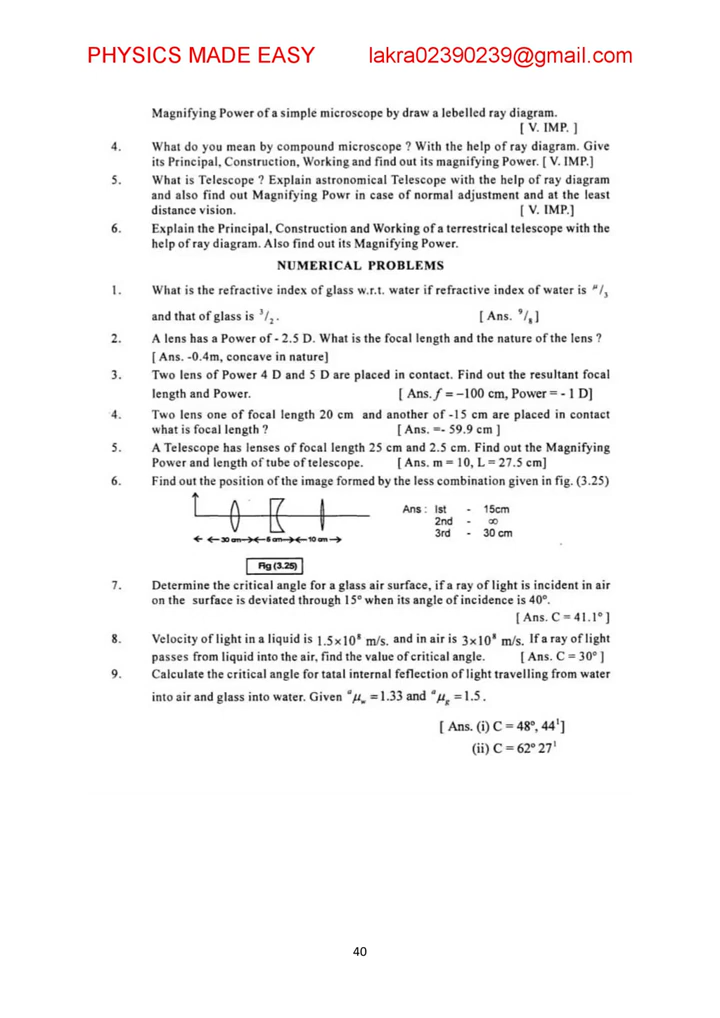 PHYSICS MADE EASY lakra02390239@gmail.com
Magnifying Power of a simple microscope by draw a lebelled ray diagram.
[ V. IMP. ]
4. What do you mean by compound microscope ? With the help of ray diagram. Give
its Principal, Construction, Working and find out its magnifying Power. [ V. IMP.]
5. What is Telescope ? Explain astronomical Telescope with the help of ray diagram
and also find out Magnifying Powr in case of normal adjustment and at the least
distance vision. [ V. IMP.]
6. Explain the Principal, Construction and Working of a terrestrical telescope with the
help of ray diagram. Also find out its Magnifying Power.
NUMERICAL PROBLEMS
1. What is the refractive index of glass w.r.t. water if refractive index of water is μ/3
and that of glass is 3/2 . [ Ans. 9/8 ]
2. A lens has a Power of - 2.5 D. What is the focal length and the nature of the lens ?
[ Ans. -0.4m, concave in nature]
3. Two lens of Power 4 D and 5 D are placed in contact. Find out the resultant focal
length and Power. [ Ans. f = –100 cm, Power = - 1 D]
4. Two lens one of focal length 20 cm and another of -15 cm are placed in contact
what is focal length ? [ Ans. =- 59.9 cm ]
5. A Telescope has lenses of focal length 25 cm and 2.5 cm. Find out the Magnifying
Power and length of tube of telescope. [ Ans. m = 10, L = 27.5 cm]
6. Find out the position of the image formed by the less combination given in fig. (3.25)
Ans : Ist - 15cm
2nd - ∞
3rd - 30 cm
30 cm 5 cm 10 cm
Fig (3.25)
7. Determine the critical angle for a glass air surface, if a ray of light is incident in air
on the surface is deviated through 15° when its angle of incidence is 40°.
[ Ans. C = 41.1° ]
8. Velocity of light in a liquid is 1.5×10⁸ m/s. and in air is 3×10⁸ m/s. If a ray of light
passes from liquid into the air, find the value of critical angle. [ Ans. C = 30° ]
9. Calculate the critical angle for tatal internal feflection of light travelling from water
into air and glass into water. Given ᵃμw = 1.33 and ᵃμg = 1.5 .
[ Ans. (i) C = 48°, 44¹]
(ii) C = 62° 27¹
40